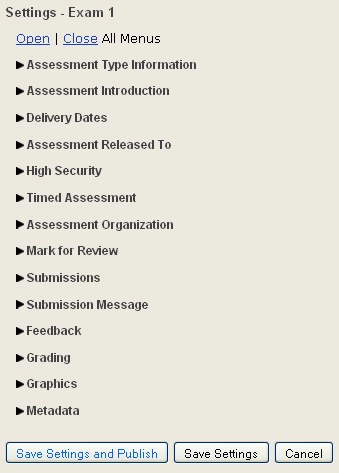 Settings - Exam 1
Open | Close All Menus
Assessment Type Information
Assessment Introduction
Delivery Dates
Assessment Released To
High Security
Timed Assessment
Assessment Organization
Mark for Review
Submissions
Submission Message
Feedback
Grading
Graphics
Metadata
Save Settings and Publish Save Settings Cancel